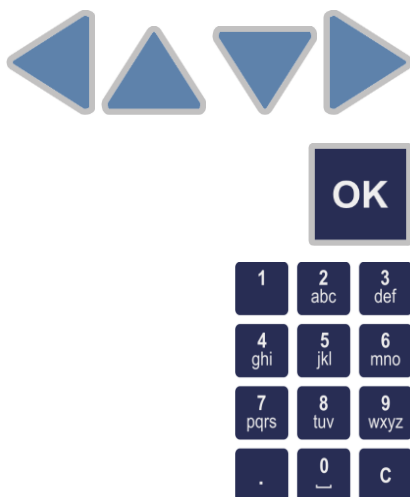 OK
1 2 3
abc def
4 5 6
ghi jkl mno
7 8 9
pqrs tuv wxyz
. 0 C